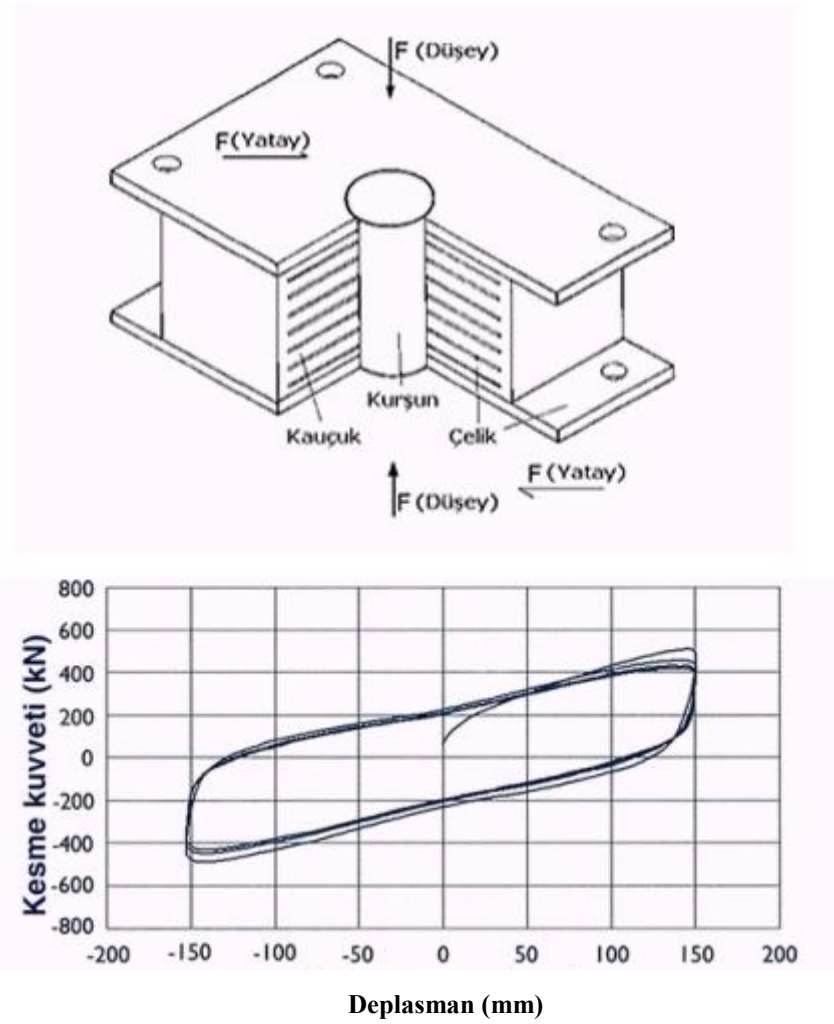 F (Düşey)
F(Yatay)
Kurşun
Kauçuk
Çelik
F (Yatay)
F (Düşey)
Kesme kuvveti (kN)
800
600
400
200
0
-200
-400
-600
-800
-200 -150 -100 -50 0 50 100 150 200
Deplasman (mm)